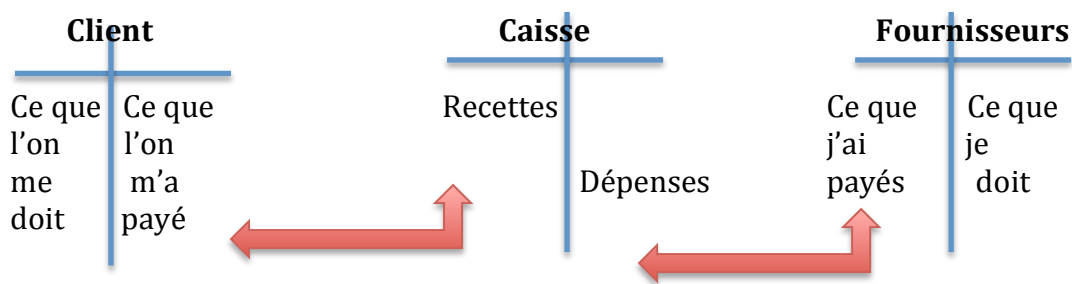 Client
Caisse
Fournisseurs
Ce que
l'on
me
doit
Ce que
l'on
m'a
payé
Recettes
Dépenses
Ce que
j'ai
payés
Ce que
je
doit